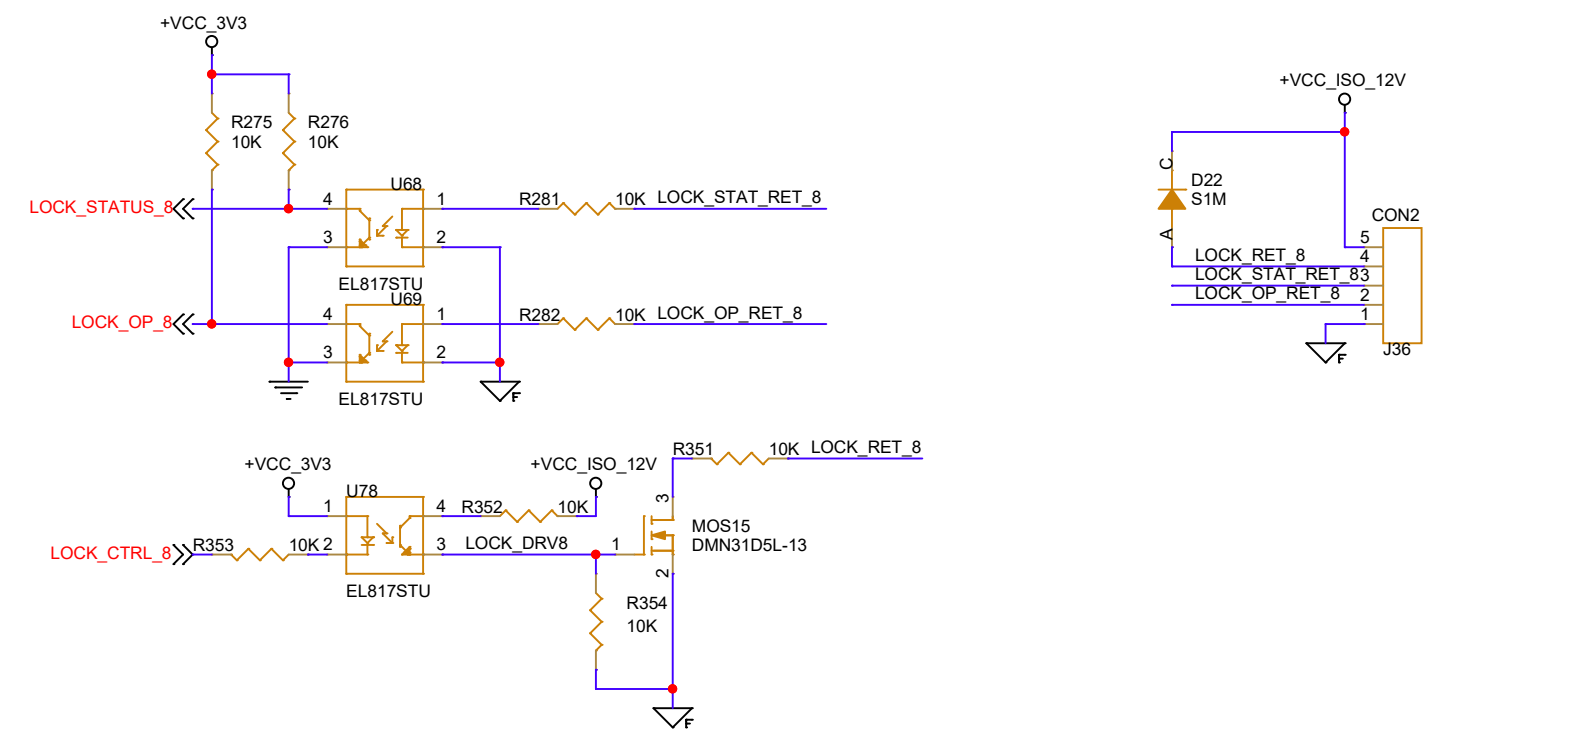 +VCC_3V3
+VCC_ISO_12V
R275
10K
R276
10K
C
D22
S1M
A
U68
LOCK_STATUS_8
4
1
R281
10K
LOCK_STAT_RET_8
3
2
EL817STU
CON2
5
LOCK_RET_8
4
LOCK_STAT_RET_8
3
LOCK_OP_RET_8
2
1
F
J36
U69
LOCK_OP_8
4
1
R282
10K
LOCK_OP_RET_8
3
2
EL817STU
F
+VCC_3V3
+VCC_ISO_12V
R351
10K
LOCK_RET_8
U78
1
4
R352
10K
3
MOS15
DMN31D5L-13
LOCK_CTRL_8
R353
10K
2
3
LOCK_DRV8
1
2
EL817STU
R354
10K
F